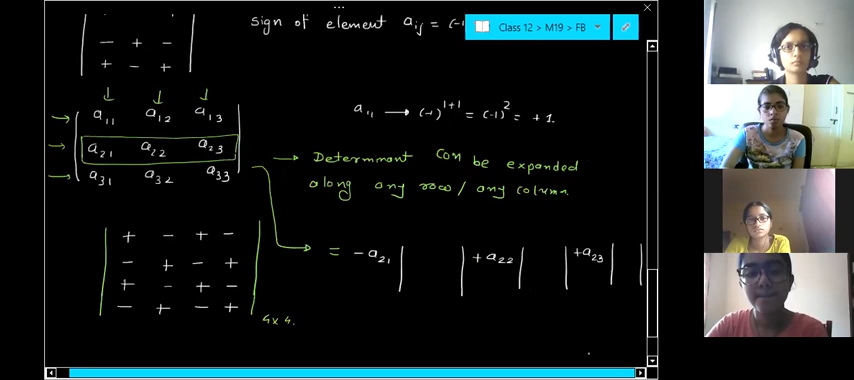 sign of element aᵢⱼ = (-1
Class 12 > M19 > FB
- + -
+ - +
a₁₁ a₁₂ a₁₃
a₂₁ a₂₂ a₂₃
a₃₁ a₃₂ a₃₃
a₁₁ → (-1)¹⁺¹ = (-1)² = +1.
→ Determinant can be expanded
along any row / any column.
+ - + -
- + - +
+ - + -
- + - +
4x4.
= -a₂₁ | | +a₂₂ | | +a₂₃ | |